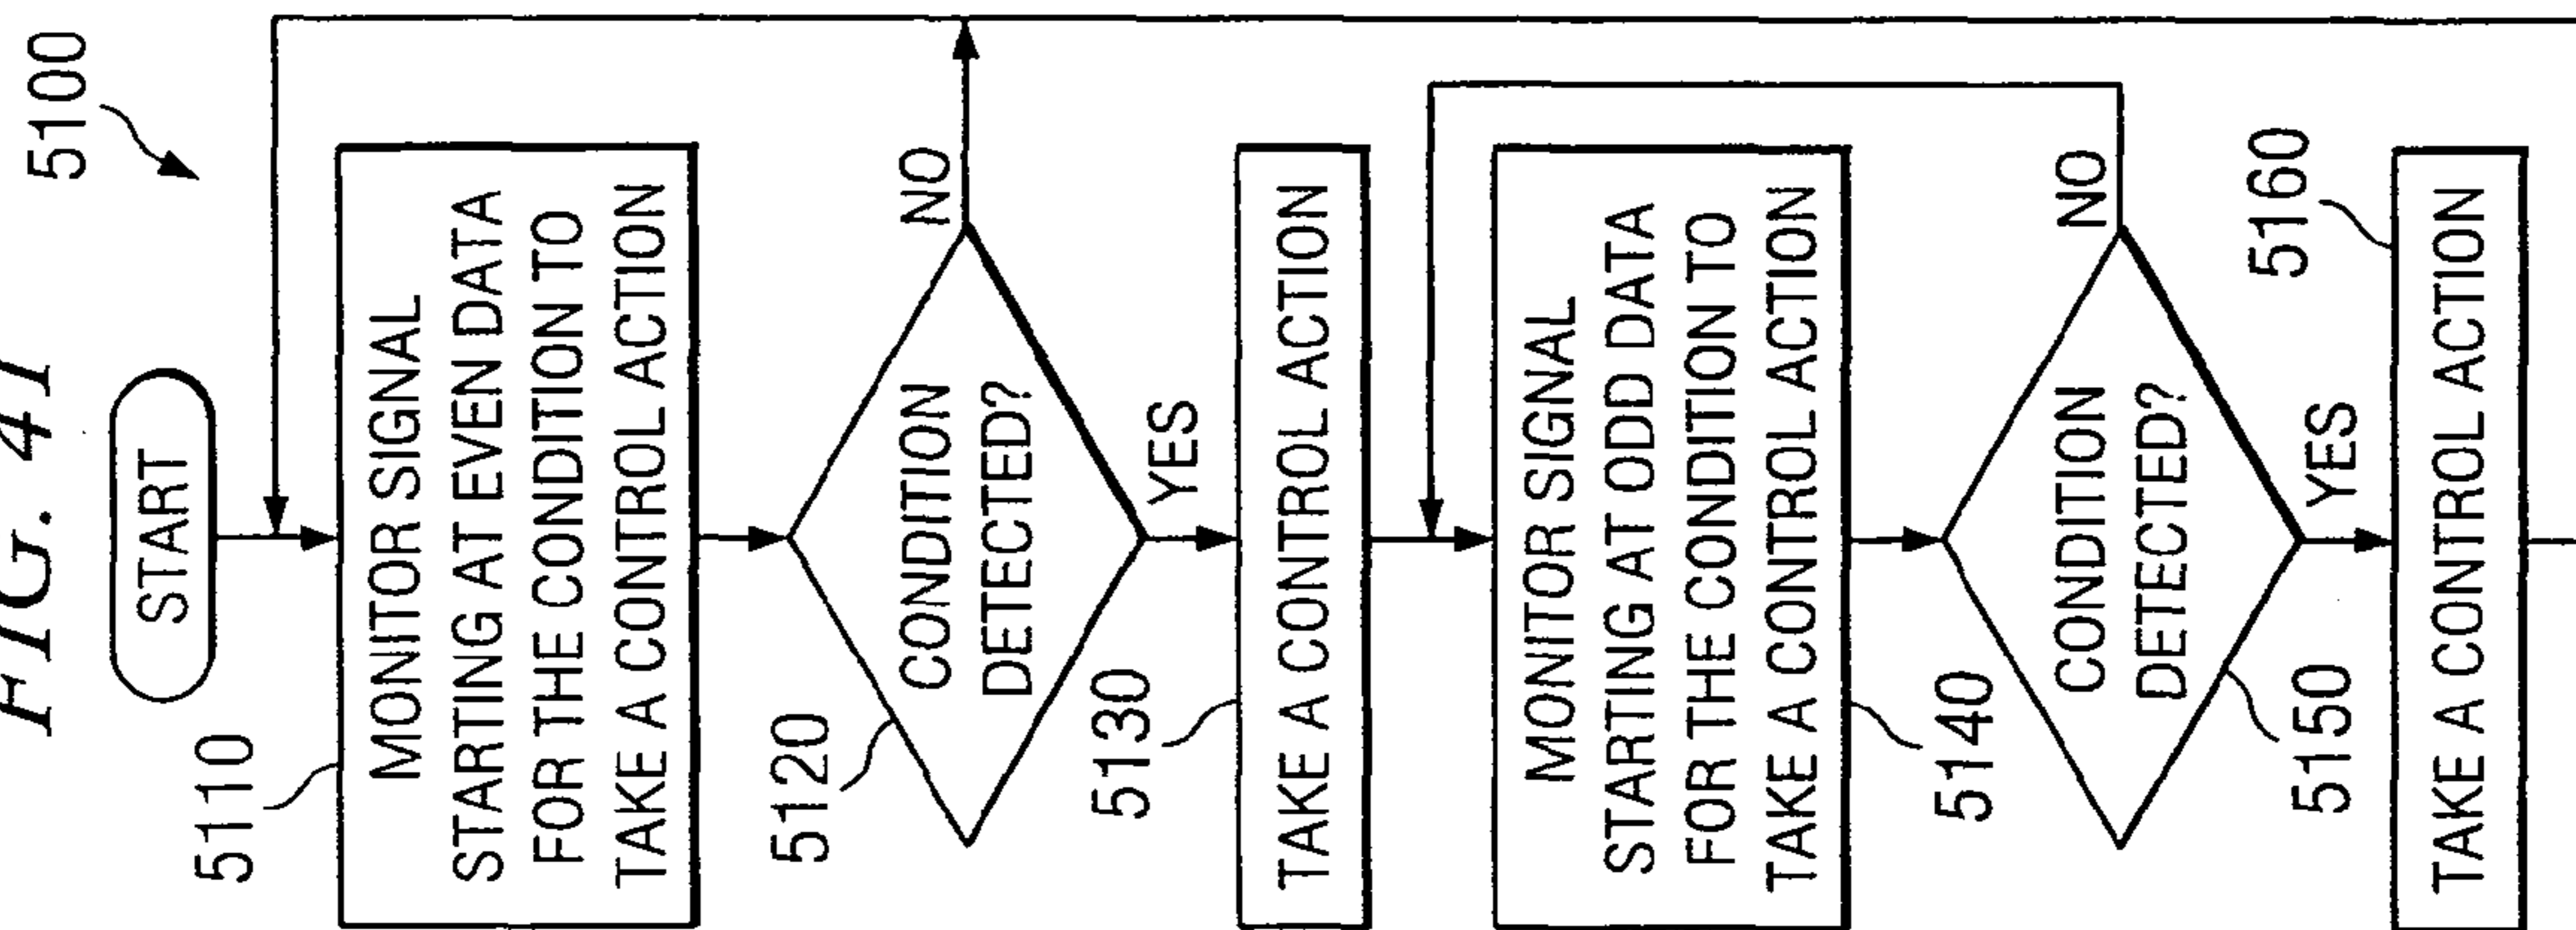 FIG. 41
5100
START
5110
MONITOR SIGNAL
STARTING AT EVEN DATA
FOR THE CONDITION TO
TAKE A CONTROL ACTION
5120
CONDITION
DETECTED?
NO
YES
5130
TAKE A CONTROL ACTION
MONITOR SIGNAL
STARTING AT ODD DATA
FOR THE CONDITION TO
TAKE A CONTROL ACTION
5140
CONDITION
DETECTED?
NO
5150
YES
5160
TAKE A CONTROL ACTION